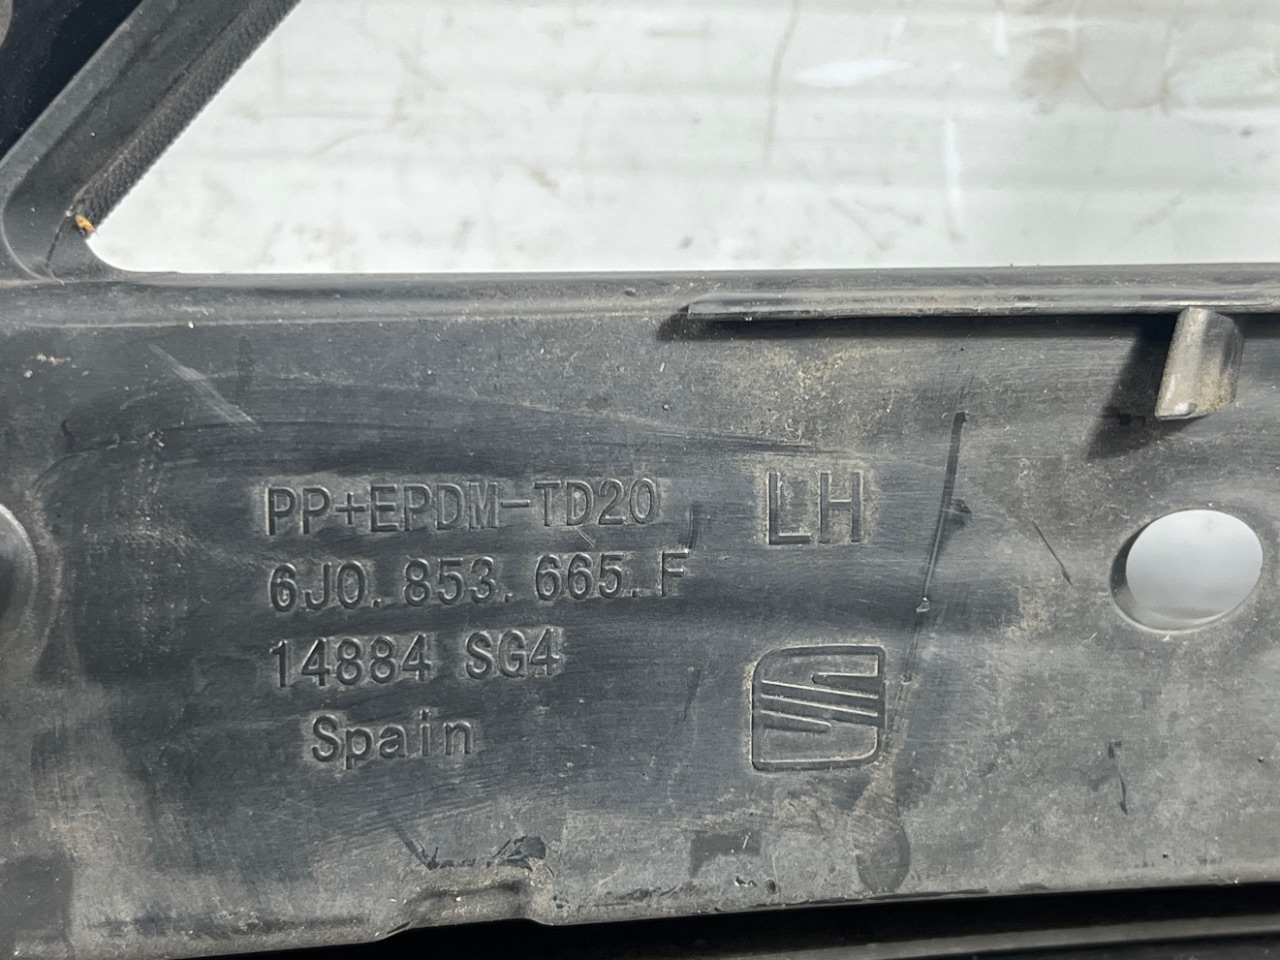 PP+EPDM-TD20
LH
6J0.853.665.F
14884 SG4
Spain